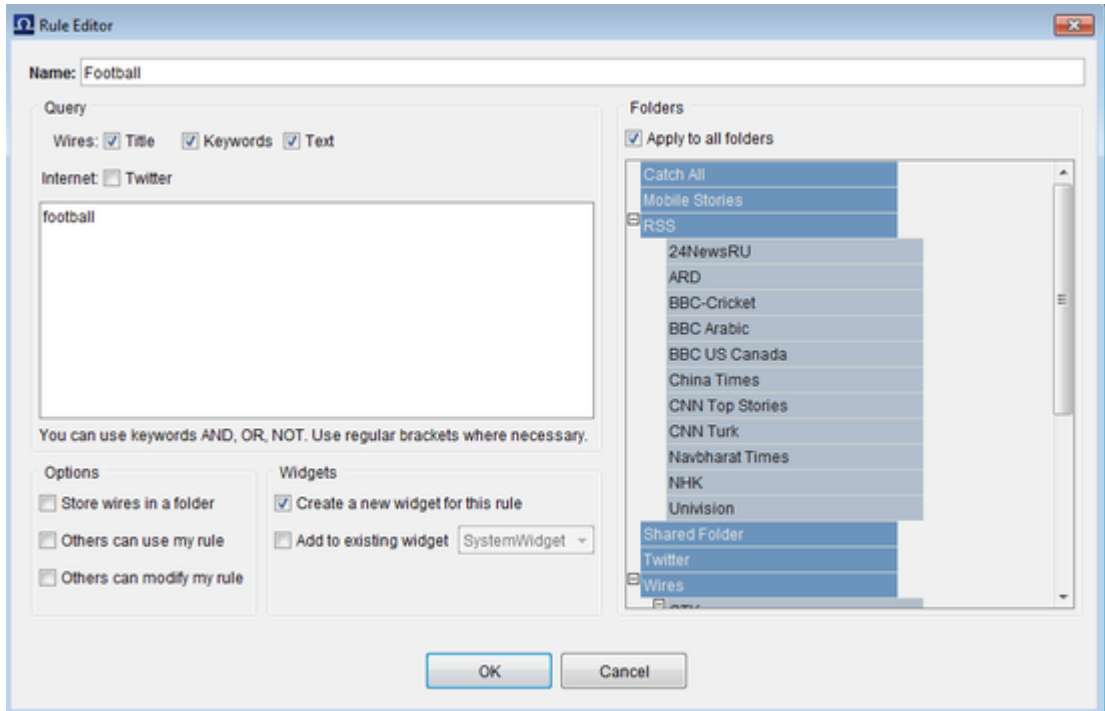 Rule Editor
Name: Football
Query
Wires: Title Keywords Text
Internet: Twitter
football
You can use keywords AND, OR, NOT. Use regular brackets where necessary.
Options
Store wires in a folder
Others can use my rule
Others can modify my rule
Widgets
Create a new widget for this rule
Add to existing widget SystemWidget
Folders
Apply to all folders
Catch All
Mobile Stories
RSS
24NewsRU
ARD
BBC-Cricket
BBC Arabic
BBC US Canada
China Times
CNN Top Stories
CNN Turk
Navbharat Times
NHK
Univision
Shared Folder
Twitter
Wires
OK
Cancel